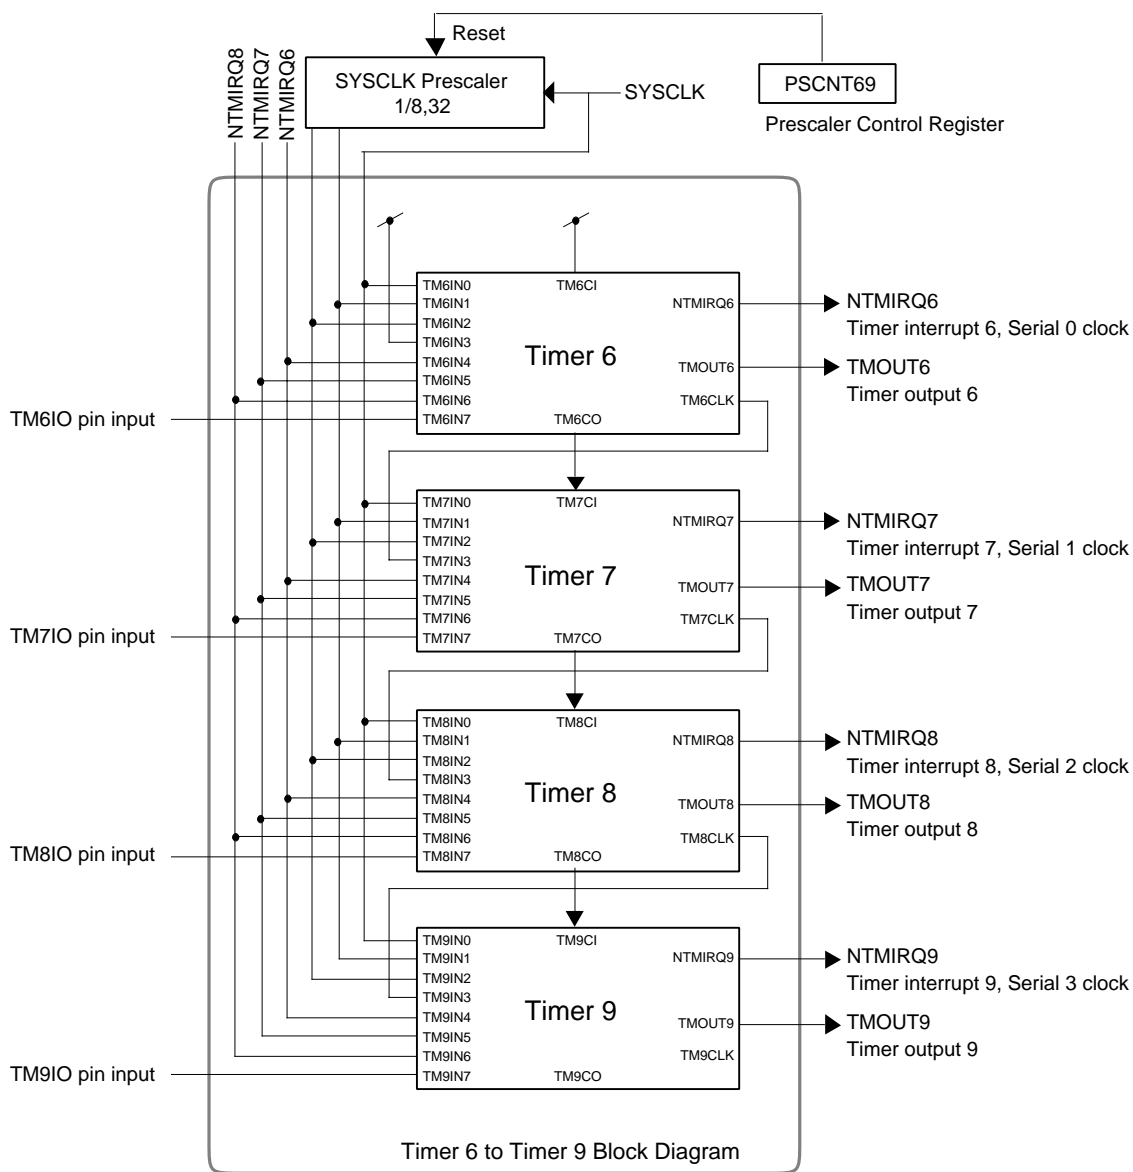 Reset
NTMIRQ8
NTMIRQ7
NTMIRQ6
SYSCLK Prescaler
1/8,32
SYSCLK
PSCNT69
Prescaler Control Register
TM6IN0
TM6IN1
TM6IN2
TM6IN3
TM6IN4
TM6IN5
TM6IN6
TM6IN7
TM6CI
Timer 6
TM6CO
NTMIRQ6
TMOUT6
TM6CLK
NTMIRQ6
Timer interrupt 6, Serial 0 clock
TMOUT6
Timer output 6
TM6IO pin input
TM7IN0
TM7IN1
TM7IN2
TM7IN3
TM7IN4
TM7IN5
TM7IN6
TM7IN7
TM7CI
Timer 7
TM7CO
NTMIRQ7
TMOUT7
TM7CLK
NTMIRQ7
Timer interrupt 7, Serial 1 clock
TMOUT7
Timer output 7
TM7IO pin input
TM8IN0
TM8IN1
TM8IN2
TM8IN3
TM8IN4
TM8IN5
TM8IN6
TM8IN7
TM8CI
Timer 8
TM8CO
NTMIRQ8
TMOUT8
TM8CLK
NTMIRQ8
Timer interrupt 8, Serial 2 clock
TMOUT8
Timer output 8
TM8IO pin input
TM9IN0
TM9IN1
TM9IN2
TM9IN3
TM9IN4
TM9IN5
TM9IN6
TM9IN7
TM9CI
Timer 9
TM9CO
NTMIRQ9
TMOUT9
TM9CLK
NTMIRQ9
Timer interrupt 9, Serial 3 clock
TMOUT9
Timer output 9
TM9IO pin input
Timer 6 to Timer 9 Block Diagram